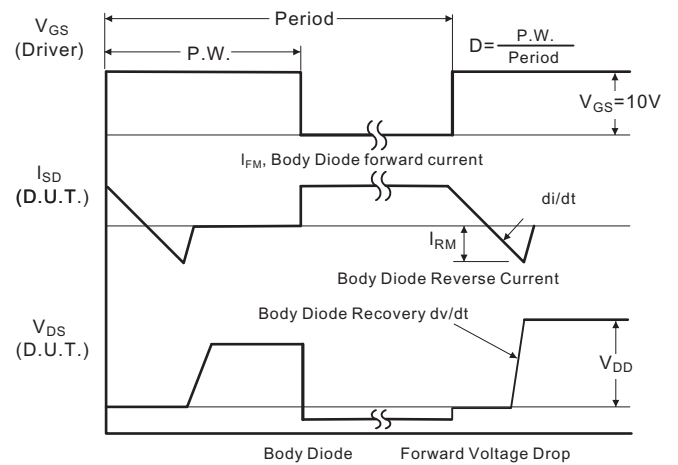 Period
V_GS
(Driver)
P.W.
D= P.W.
Period
V_GS=10V
I_FM, Body Diode forward current
I_SD
(D.U.T.)
di/dt
I_RM
Body Diode Reverse Current
Body Diode Recovery dv/dt
V_DS
(D.U.T.)
V_DD
Body Diode
Forward Voltage Drop